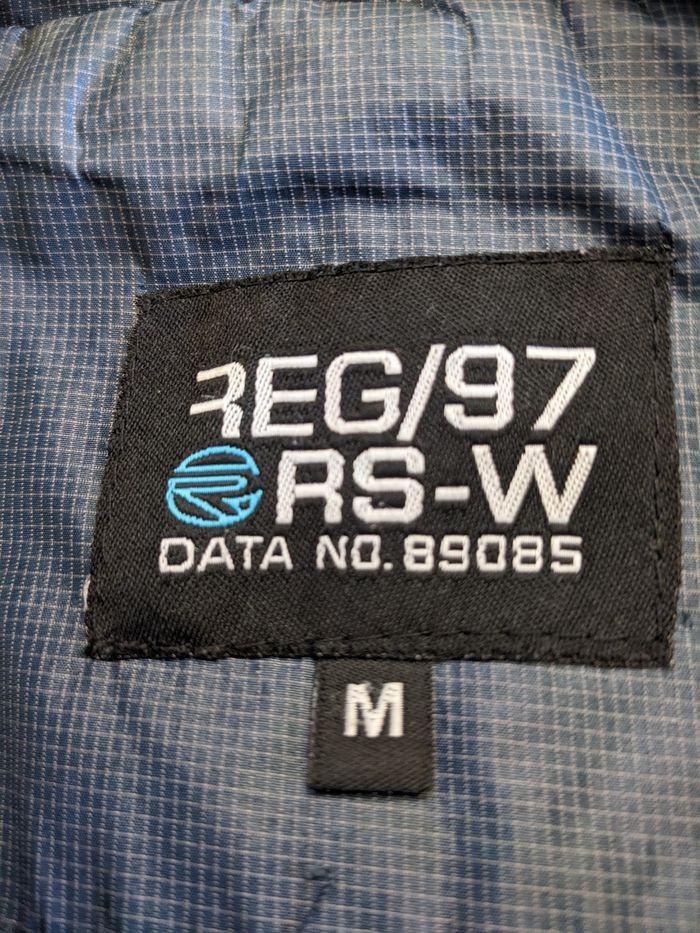 REG/97
RS-W
DATA NO. 89085
M